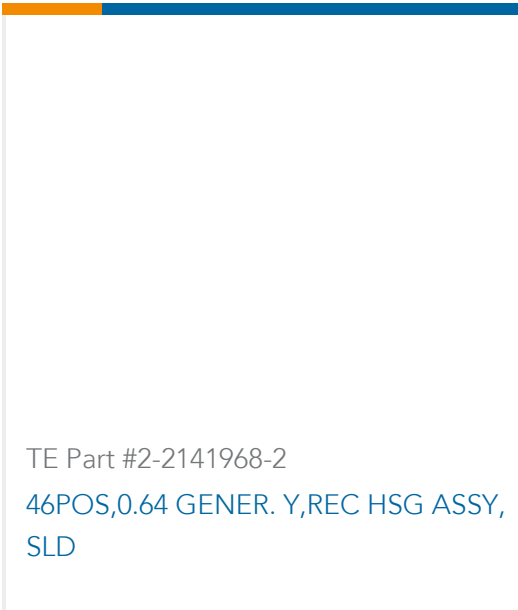 TE Part #2-2141968-2
46POS,0.64 GENER. Y,REC HSG ASSY,
SLD